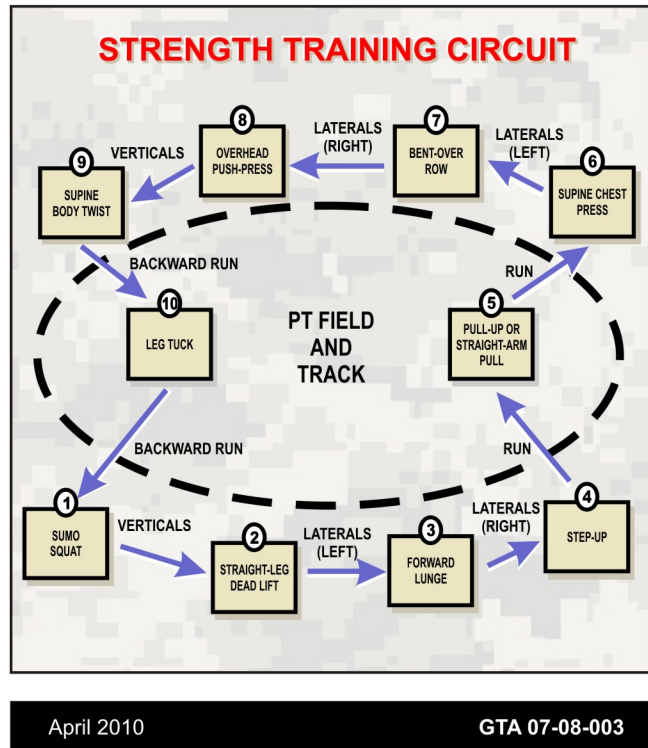 STRENGTH TRAINING CIRCUIT
1
SUMO
SQUAT
VERTICALS
2
STRAIGHT-LEG
DEAD LIFT
LATERALS
(LEFT)
3
FORWARD
LUNGE
LATERALS
(RIGHT)
4
STEP-UP
RUN
5
PULL-UP OR
STRAIGHT-ARM
PULL
RUN
6
SUPINE CHEST
PRESS
LATERALS
(LEFT)
7
BENT-OVER
ROW
LATERALS
(RIGHT)
8
OVERHEAD
PUSH-PRESS
VERTICALS
9
SUPINE
BODY TWIST
BACKWARD RUN
10
LEG TUCK
BACKWARD RUN
PT FIELD
AND
TRACK
April 2010
GTA 07-08-003